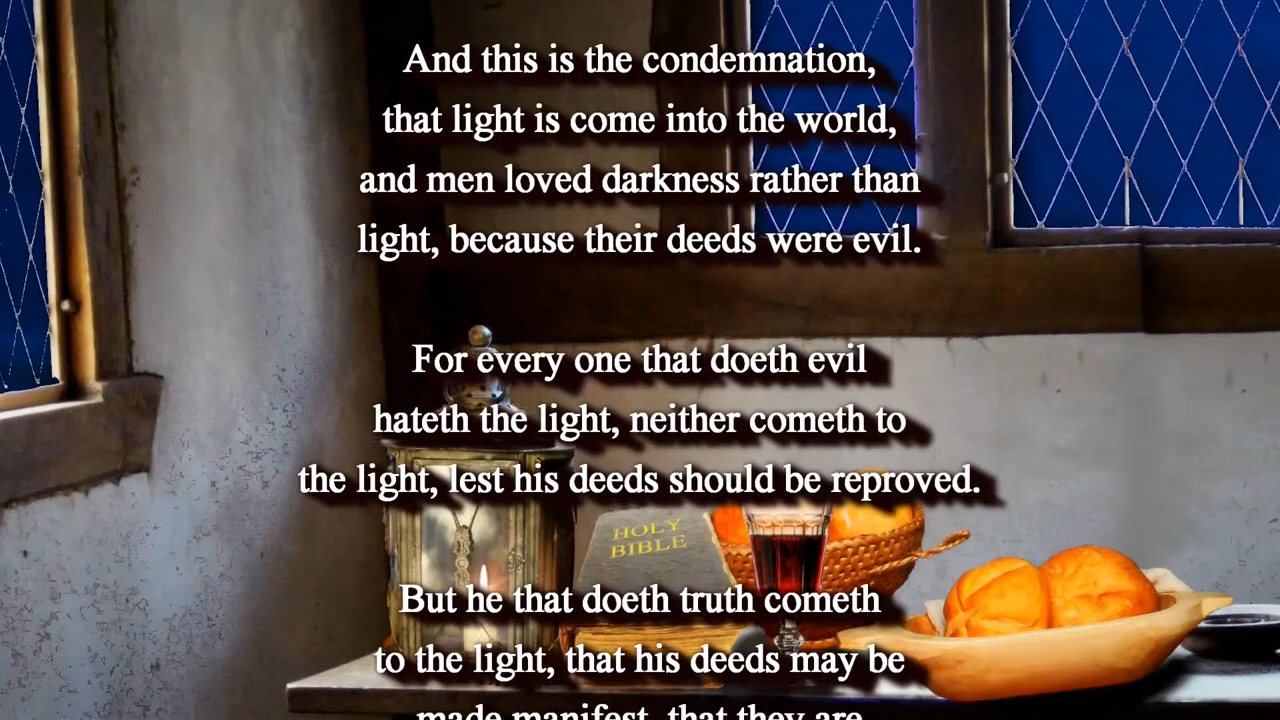 And this is the condemnation,
that light is come into the world,
and men loved darkness rather than
light, because their deeds were evil.
For every one that doeth evil
hateth the light, neither cometh to
the light, lest his deeds should be reproved.
HOLY
BIBLE
But he that doeth truth cometh
to the light, that his deeds may be
made manifest, that they are